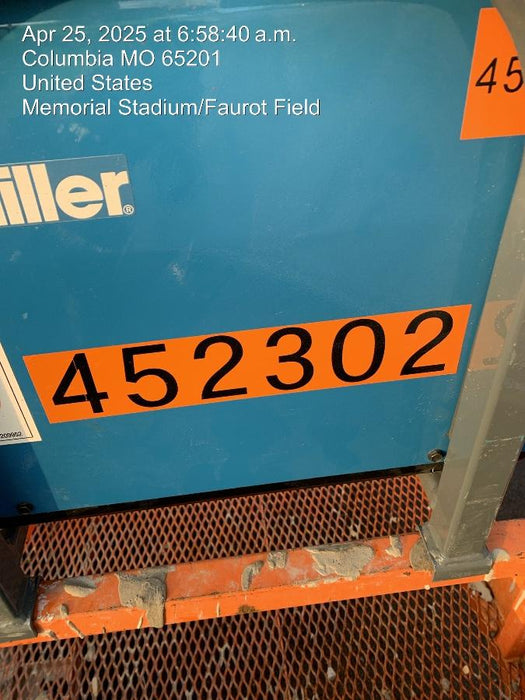 Apr 25, 2025 at 6:58:40 a.m.
Columbia MO 65201
United States
Memorial Stadium/Faurot Field
45
iller®
452302